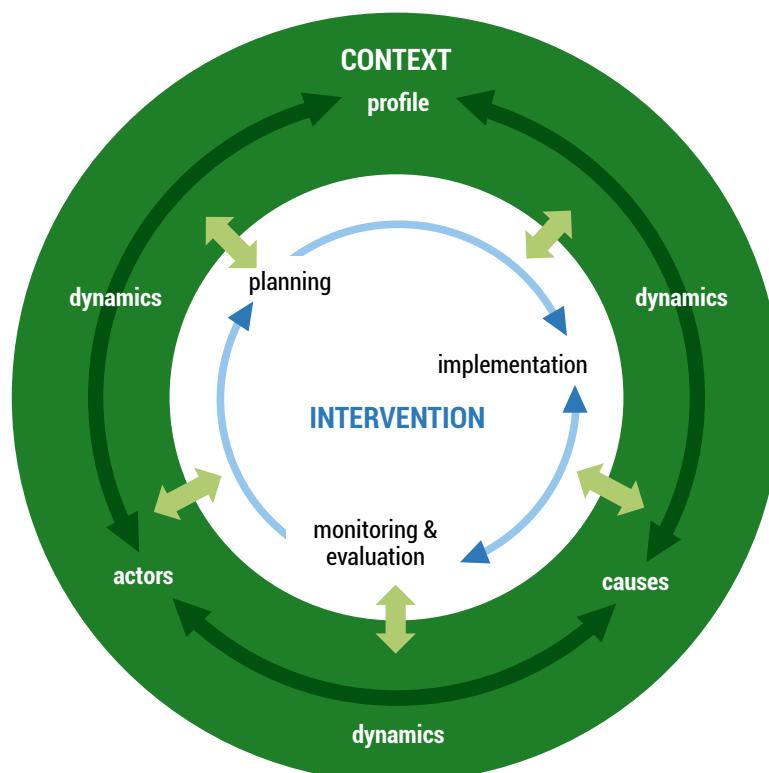 CONTEXT
profile
planning
dynamics
dynamics
implementation
INTERVENTION
monitoring &
evaluation
actors
causes
dynamics